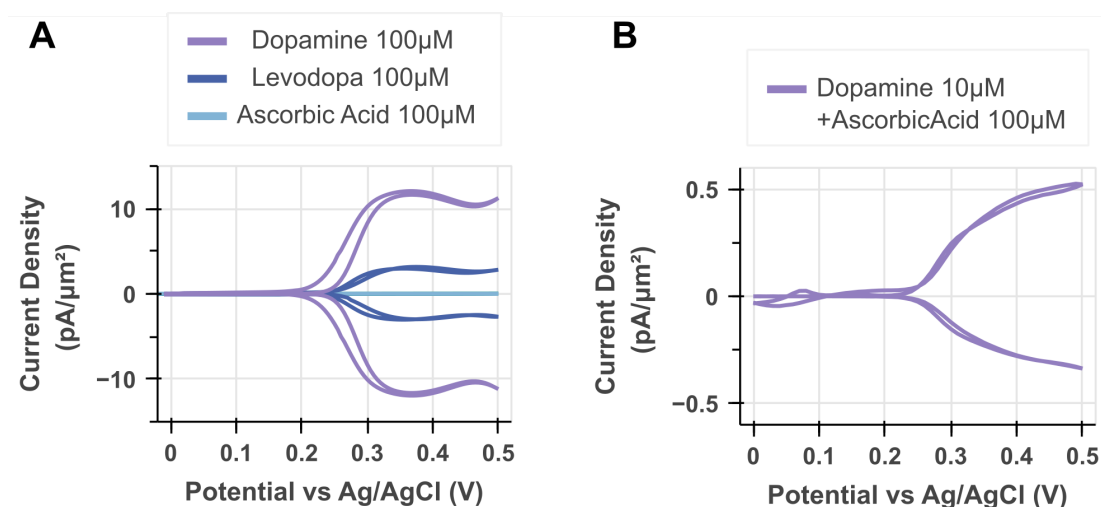 A
Dopamine 100µM
Levodopa 100µM
Ascorbic Acid 100µM
Current Density
(pA/µm²)
10
0
−10
0
0.1
0.2
0.3
0.4
0.5
Potential vs Ag/AgCl (V)
B
Dopamine 10µM
+AscorbicAcid 100µM
Current Density
(pA/µm²)
0.5
0
−0.5
0
0.1
0.2
0.3
0.4
0.5
Potential vs Ag/AgCl (V)